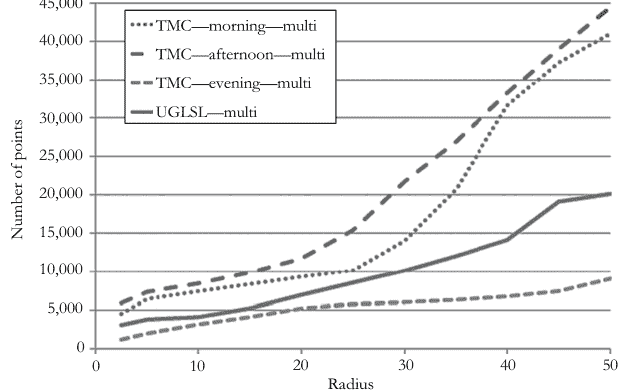 45,000
40,000
35,000
30,000
25,000
20,000
15,000
10,000
5,000
0
Number of points
TMC—morning—multi
TMC—afternoon—multi
TMC—evening—multi
UGLSL—multi
0 10 20 30 40 50
Radius